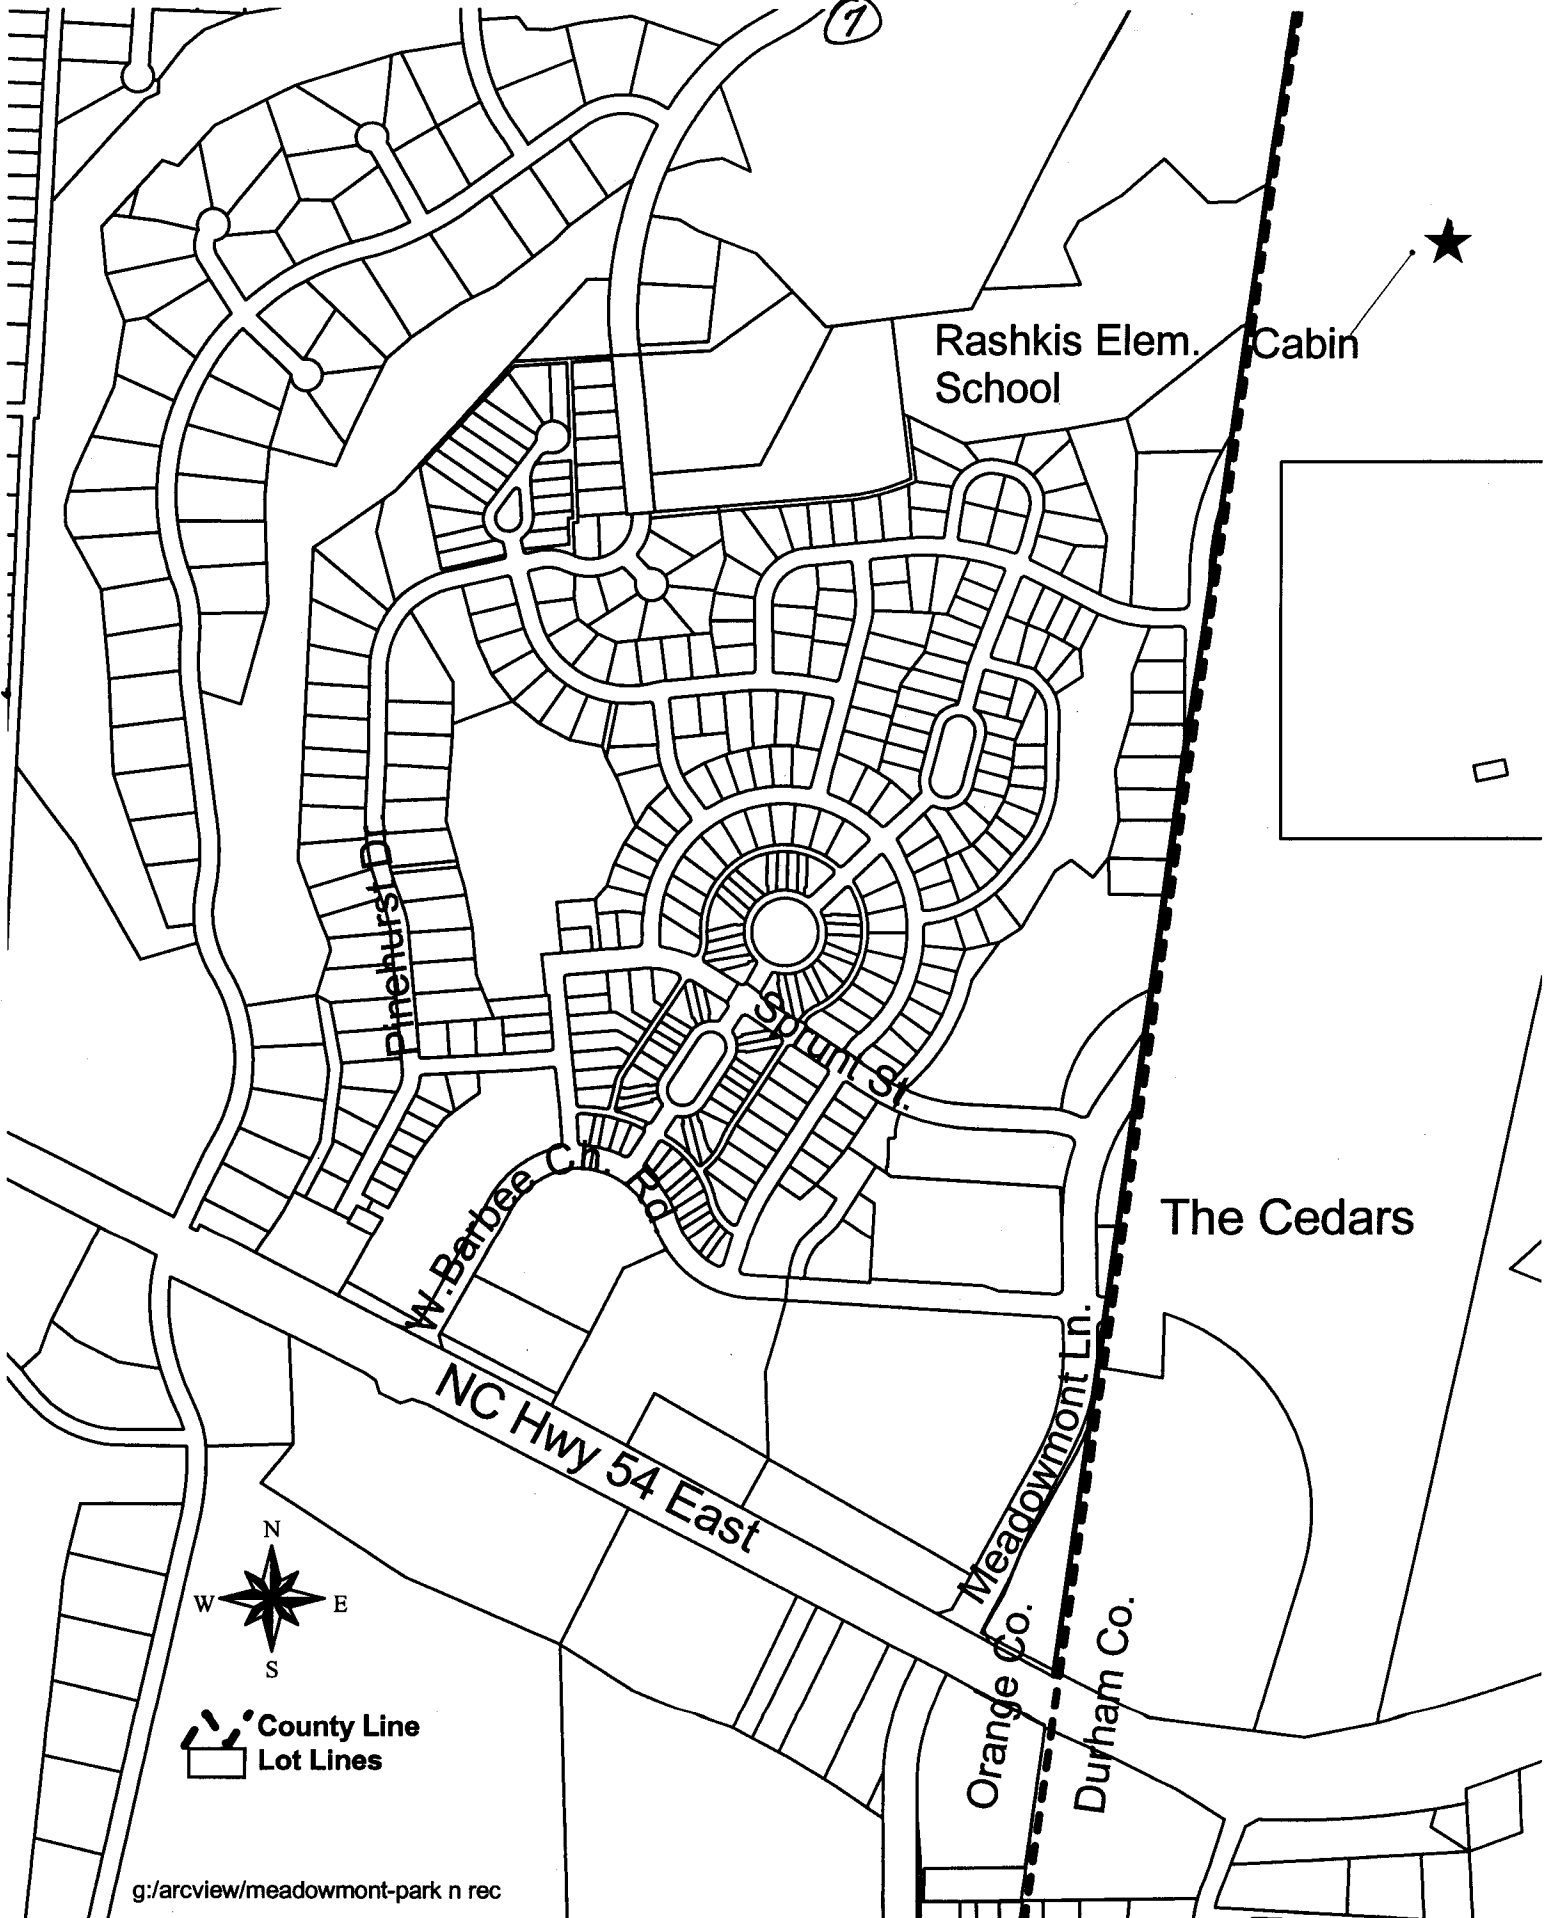 7
Rashkis Elem.
School
Cabin
Pinehurst Dr.
Sprunt St.
W.Barbee Ch. Rd.
The Cedars
NC Hwy 54 East
Meadowmont Ln.
Orange Co.
Durham Co.
N
W E
S
County Line
Lot Lines
g:/arcview/meadowmont-park n rec